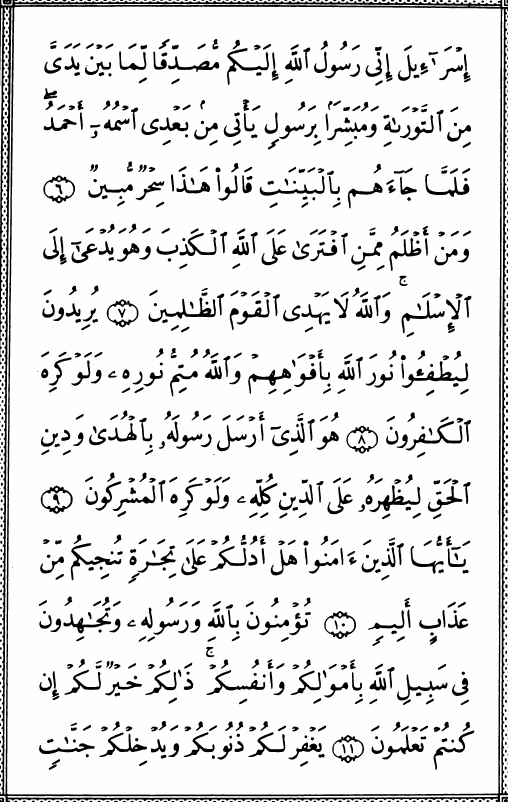 إِسْرَٰٓءِيلَ إِنِّى رَسُولُ ٱللَّهِ إِلَيْكُم مُّصَدِّقًا لِّمَا بَيْنَ يَدَىَّ
مِنَ ٱلتَّوْرَىٰةِ وَمُبَشِّرًۢا بِرَسُولٍ يَأْتِى مِنۢ بَعْدِى ٱسْمُهُۥٓ أَحْمَدُ ۖ
فَلَمَّا جَآءَهُم بِٱلْبَيِّنَـٰتِ قَالُوا۟ هَـٰذَا سِحْرٌ مُّبِينٌ ٦
وَمَنْ أَظْلَمُ مِمَّنِ ٱفْتَرَىٰ عَلَى ٱللَّهِ ٱلْكَذِبَ وَهُوَ يُدْعَىٰٓ إِلَى
ٱلْإِسْلَـٰمِ ۚ وَٱللَّهُ لَا يَهْدِى ٱلْقَوْمَ ٱلظَّـٰلِمِينَ ٧ يُرِيدُونَ
لِيُطْفِـُٔوا۟ نُورَ ٱللَّهِ بِأَفْوَٰهِهِمْ وَٱللَّهُ مُتِمُّ نُورِهِۦ وَلَوْ كَرِهَ
ٱلْكَـٰفِرُونَ ٨ هُوَ ٱلَّذِىٓ أَرْسَلَ رَسُولَهُۥ بِٱلْهُدَىٰ وَدِينِ
ٱلْحَقِّ لِيُظْهِرَهُۥ عَلَى ٱلدِّينِ كُلِّهِۦ وَلَوْ كَرِهَ ٱلْمُشْرِكُونَ ٩
يَـٰٓأَيُّهَا ٱلَّذِينَ ءَامَنُوا۟ هَلْ أَدُلُّكُمْ عَلَىٰ تِجَـٰرَةٍ تُنجِيكُم مِّنْ
عَذَابٍ أَلِيمٍ ١٠ تُؤْمِنُونَ بِٱللَّهِ وَرَسُولِهِۦ وَتُجَـٰهِدُونَ
فِى سَبِيلِ ٱللَّهِ بِأَمْوَٰلِكُمْ وَأَنفُسِكُمْ ۚ ذَٰلِكُمْ خَيْرٌ لَّكُمْ إِن
كُنتُمْ تَعْلَمُونَ ١١ يَغْفِرْ لَكُمْ ذُنُوبَكُمْ وَيُدْخِلْكُمْ جَنَّـٰتٍ